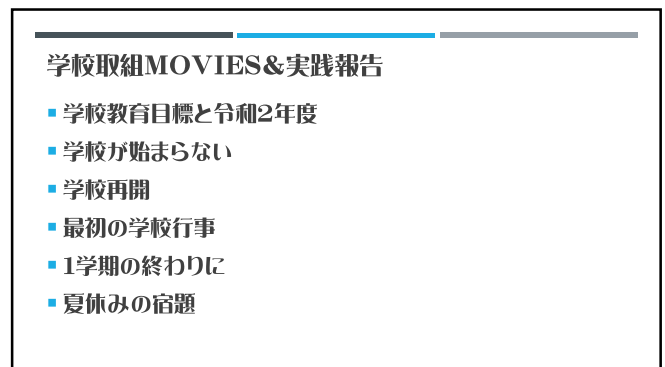 学校取組MOVIES&実践報告
学校教育目標と令和2年度
学校が始まらない
学校再開
最初の学校行事
1学期の終わりに
夏休みの宿題